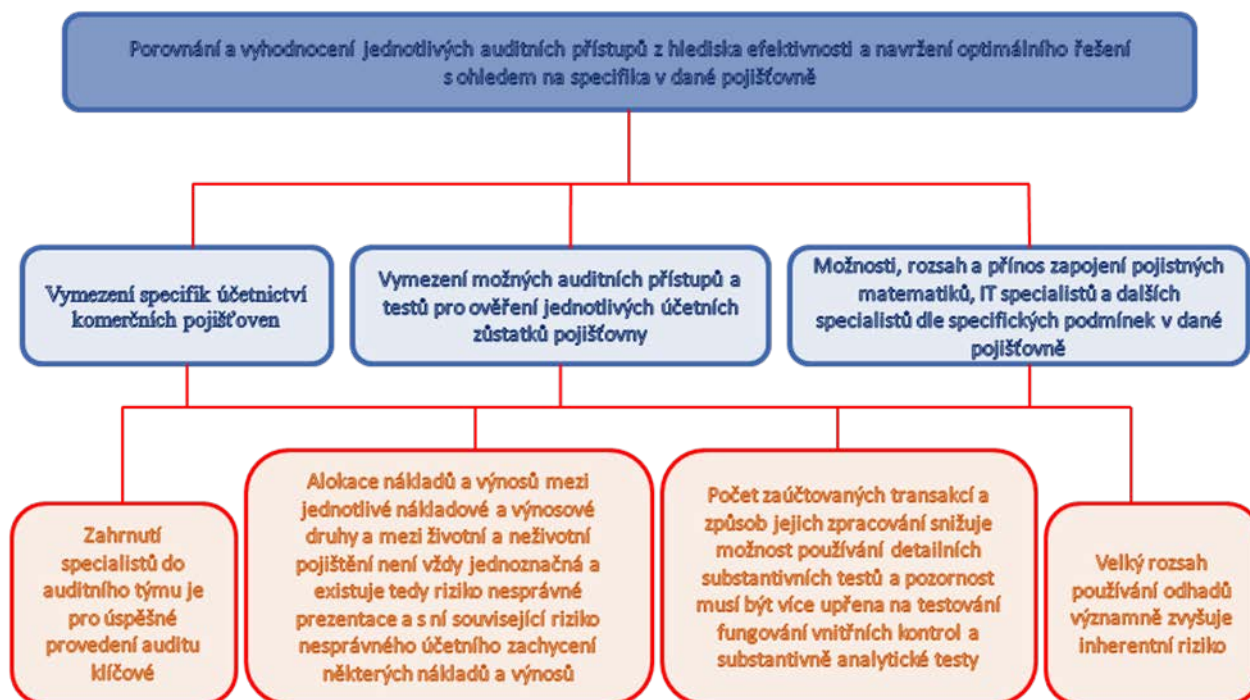 Porovnání a vyhodnocení jednotlivých auditních přístupů z hlediska efektivnosti a navržení optimálního řešení
s ohledem na specifika v dané pojišťovně
Vymezení specifik účetnictví
komerčních pojišťoven
Vymezení možných auditních přístupů a
testů pro ověření jednotlivých účetních
zůstatků pojišťovny
Možnosti, rozsah a přínos zapojení pojistných
matematiků, IT specialistů a dalších
specialistů dle specifických podmínek v dané
pojišťovně
Zahrnutí
specialistů do
auditního týmu je
pro úspěšné
provedení auditu
klíčové
Alokace nákladů a výnosů mezi
jednotlivé nákladové a výnosové
druhy a mezi životní a neživotní
pojištění není vždy jednoznačná a
existuje tedy riziko nesprávné
prezentace a s ní související riziko
nesprávného účetního zachycení
některých nákladů a výnosů
Počet zaúčtovaných transakcí a
způsob jejich zpracování snižuje
možnost používání detailních
substantivních testů a pozornost
musí být více upřena na testování
fungování vnitřních kontrol a
substantivně analytické testy
Velký rozsah
používání odhadů
významně zvyšuje
inherentní riziko